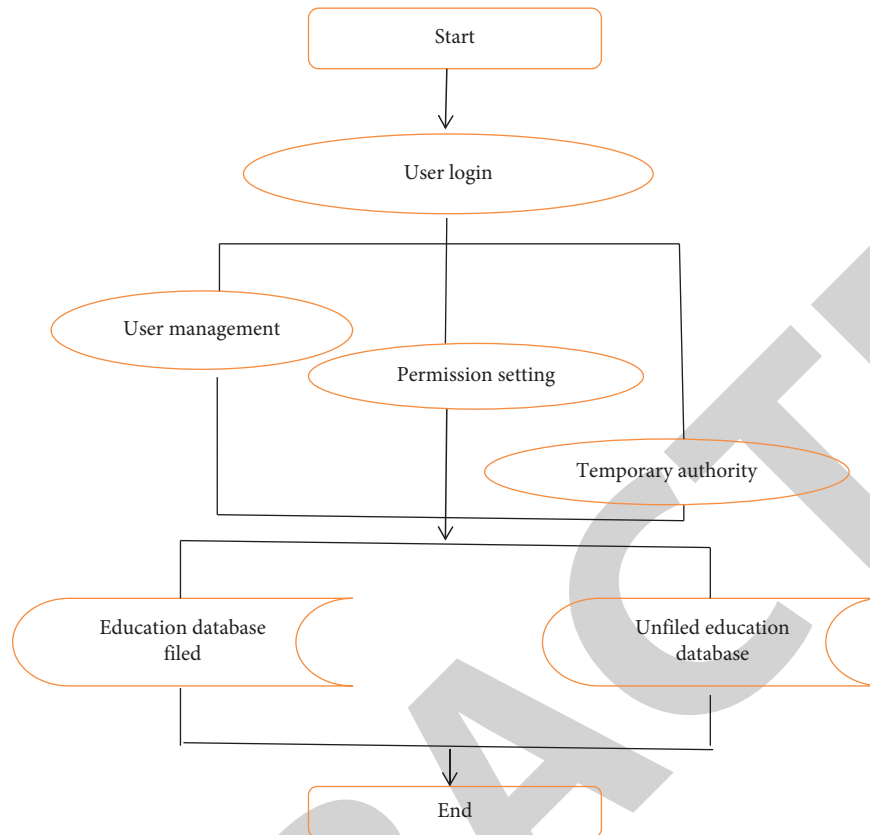 Start
User login
User management
Permission setting
Temporary authority
Education database
filed
Unfiled education
database
End